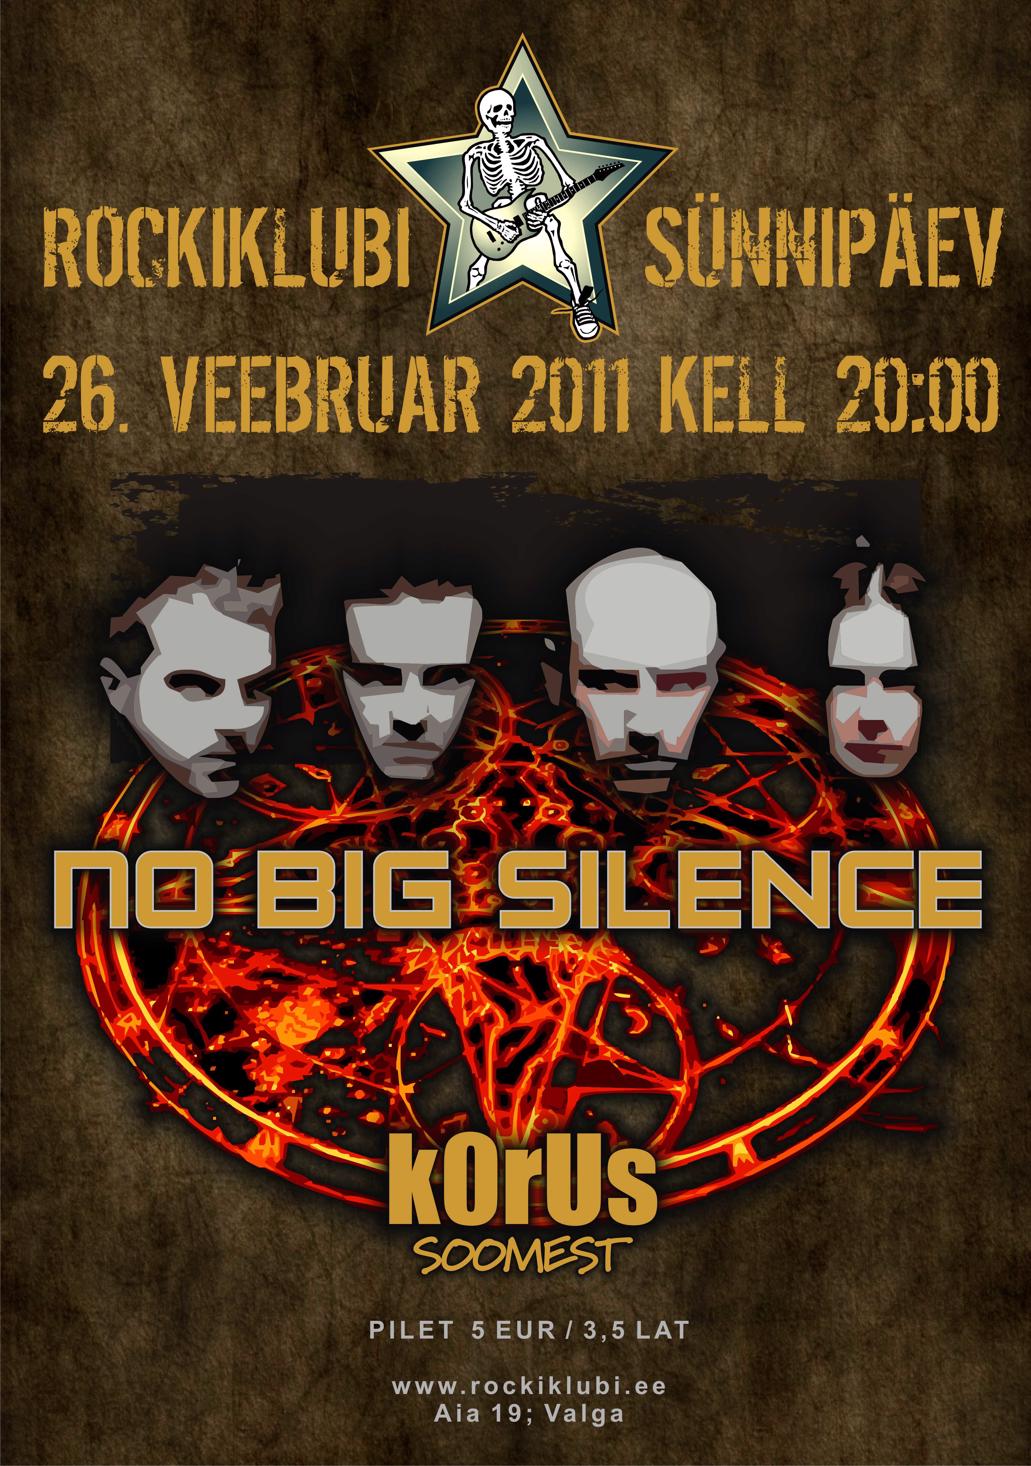 ROCKIKLUBI SÜNNIPÄEV
26. VEEBRUAR 2011 KELL 20:00
NO BIG SILENCE
kOrUs
SOOMEST
PILET 5 EUR / 3,5 LAT
www.rockiklubi.ee
Aia 19; Valga